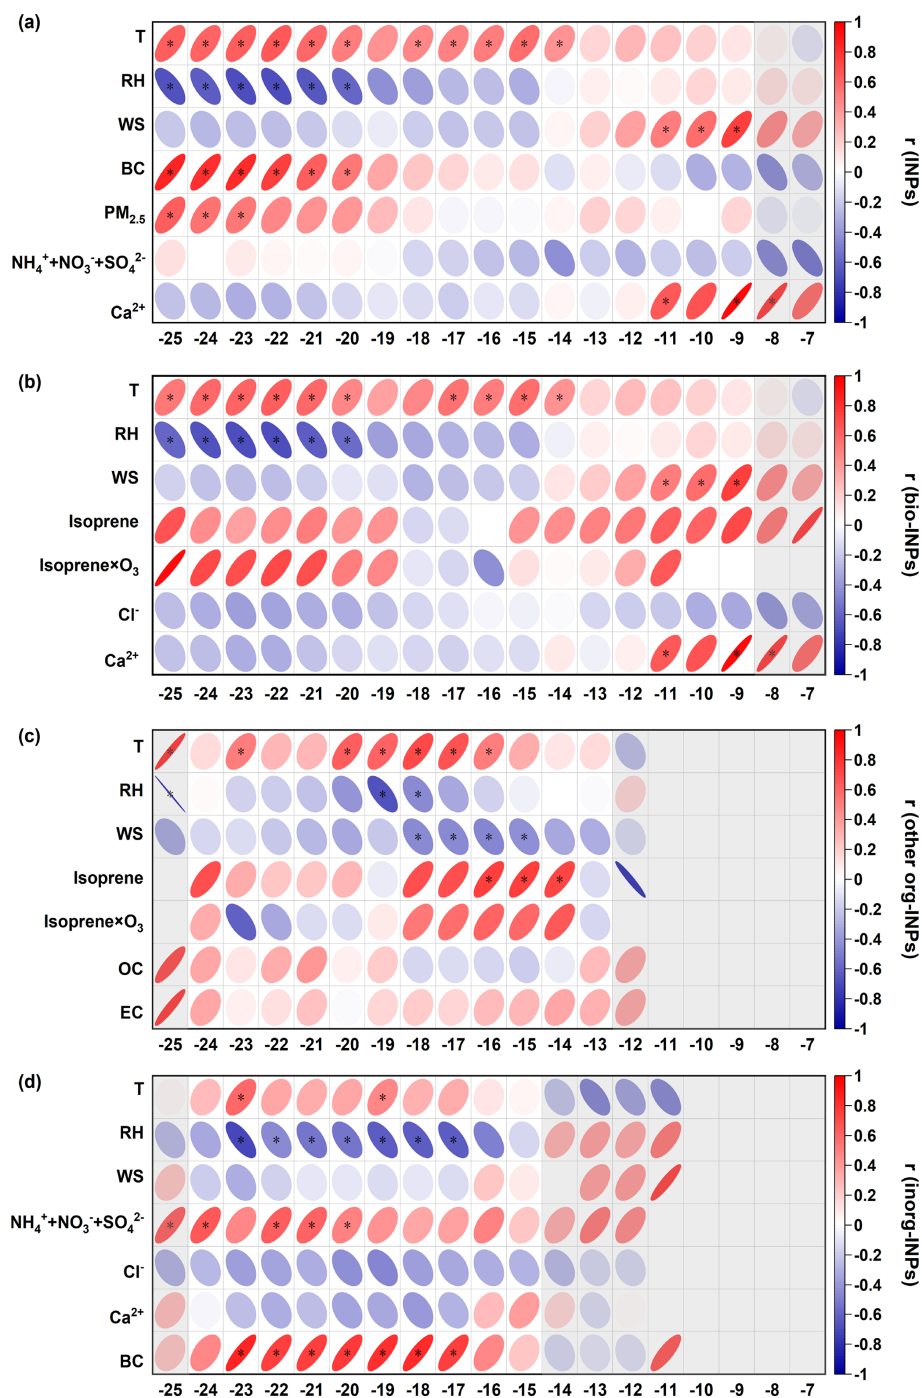 (a)
T
RH
WS
BC
PM2.5
NH4++NO3-+SO42-
Ca2+
-25 -24 -23 -22 -21 -20 -19 -18 -17 -16 -15 -14 -13 -12 -11 -10 -9 -8 -7
1
0.8
0.6
0.4
0.2
0
-0.2
-0.4
-0.6
-0.8
-1
r (INPs)
(b)
T
RH
WS
Isoprene
Isoprene×O3
Cl-
Ca2+
-25 -24 -23 -22 -21 -20 -19 -18 -17 -16 -15 -14 -13 -12 -11 -10 -9 -8 -7
1
0.8
0.6
0.4
0.2
0
-0.2
-0.4
-0.6
-0.8
-1
r (bio-INPs)
(c)
T
RH
WS
Isoprene
Isoprene×O3
OC
EC
-25 -24 -23 -22 -21 -20 -19 -18 -17 -16 -15 -14 -13 -12 -11 -10 -9 -8 -7
1
0.8
0.6
0.4
0.2
0
-0.2
-0.4
-0.6
-0.8
-1
r (other org-INPs)
(d)
T
RH
WS
NH4++NO3-+SO42-
Cl-
Ca2+
BC
-25 -24 -23 -22 -21 -20 -19 -18 -17 -16 -15 -14 -13 -12 -11 -10 -9 -8 -7
1
0.8
0.6
0.4
0.2
0
-0.2
-0.4
-0.6
-0.8
-1
r (inorg-INPs)